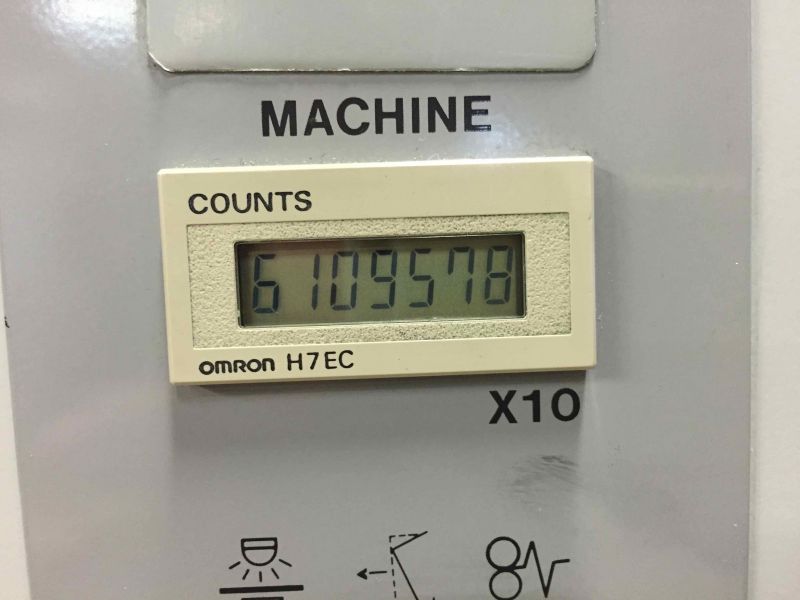 MACHINE
COUNTS
6109578
omron H7EC
X10